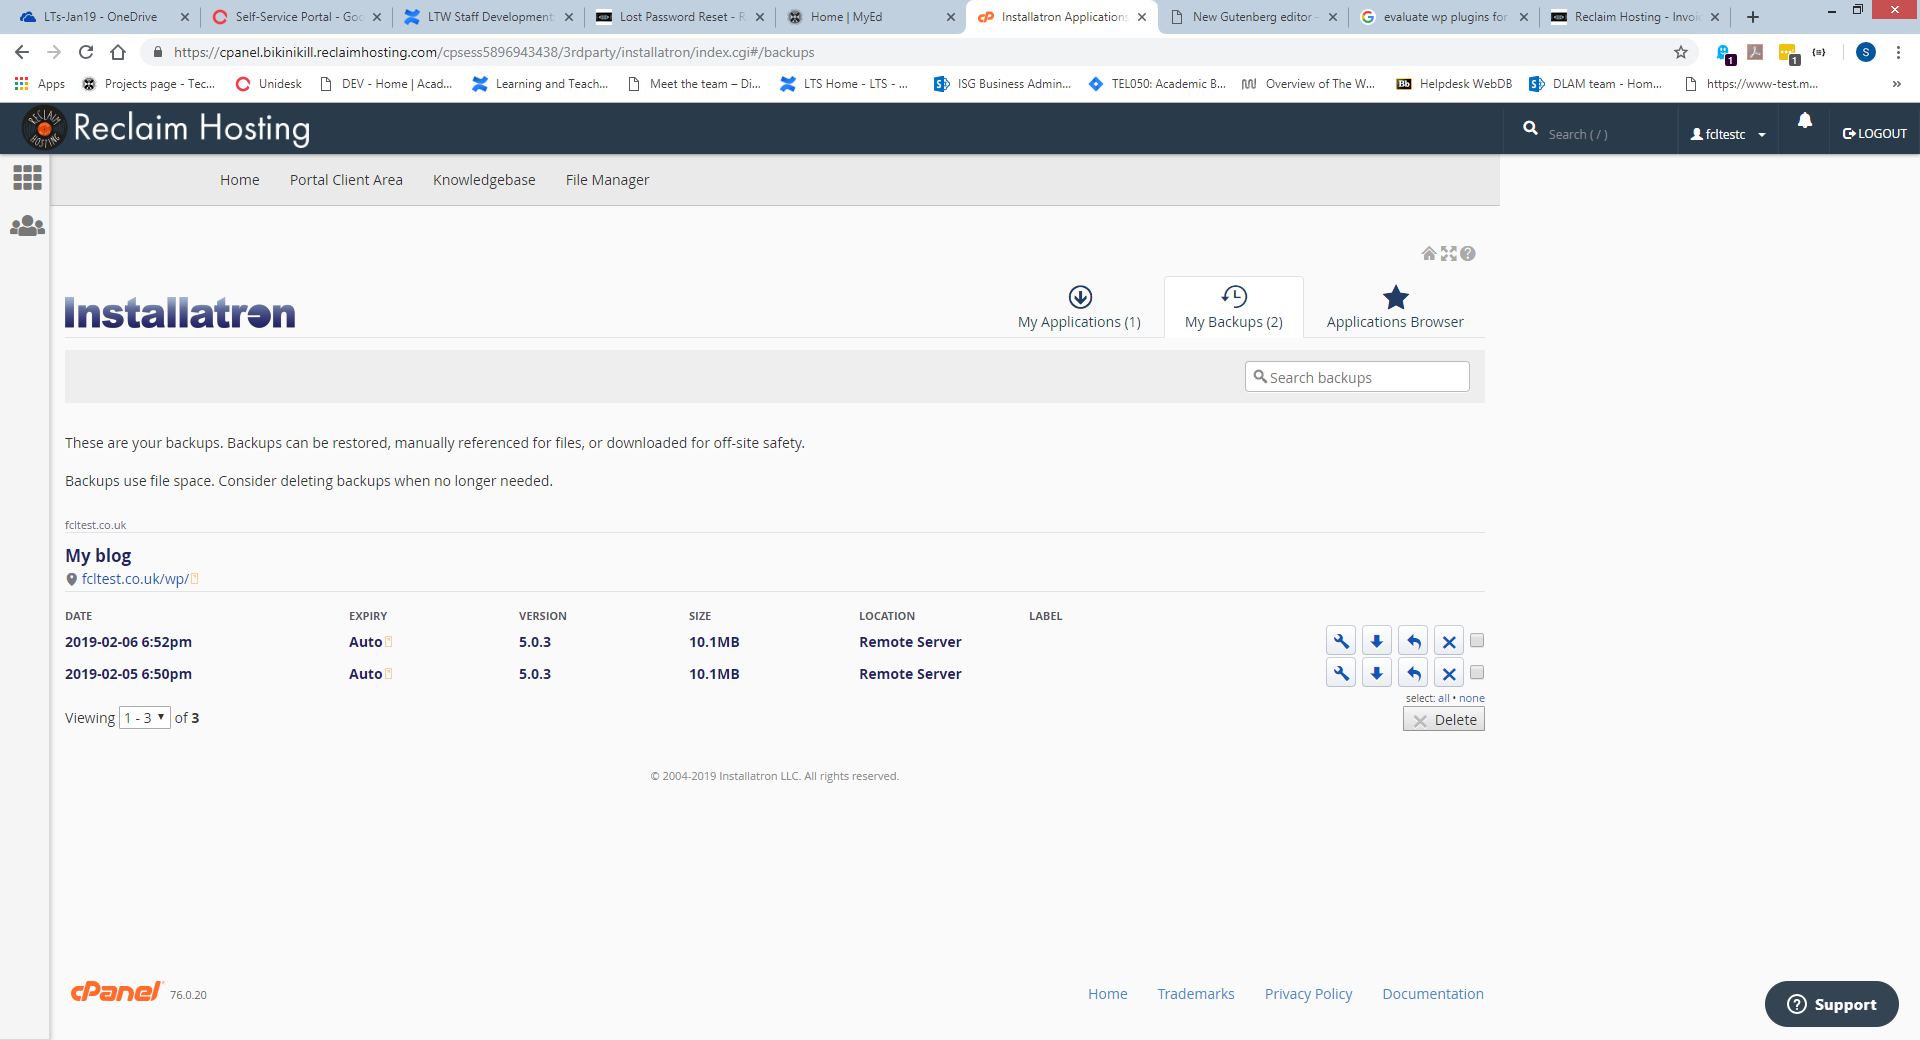 LTs-Jan19 - OneDrive
Self-Service Portal - Goo
LTW Staff Development
Lost Password Reset - R
Home | MyEd
Installatron Applications
New Gutenberg editor -
evaluate wp plugins for
Reclaim Hosting - Invoi
https://cpanel.bikinikill.reclaimhosting.com/cpsess5896943438/3rdparty/installatron/index.cgi#/backups
1
1
S
Apps
Projects page - Tec...
Unidesk
DEV - Home | Acad...
Learning and Teach...
Meet the team – Di...
LTS Home - LTS - ...
ISG Business Admin...
TEL050: Academic B...
Overview of The W...
Bb Helpdesk WebDB
DLAM team - Hom...
https://www-test.m...
»
RECLAIM HOSTING
Reclaim Hosting
Search ( / )
fcltestc
LOGOUT
Home
Portal Client Area
Knowledgebase
File Manager
Installatron
My Applications (1)
My Backups (2)
Applications Browser
Search backups
These are your backups. Backups can be restored, manually referenced for files, or downloaded for off-site safety.
Backups use file space. Consider deleting backups when no longer needed.
fcltest.co.uk
My blog
fcltest.co.uk/wp/
DATE EXPIRY VERSION SIZE LOCATION LABEL
2019-02-06 6:52pm Auto 5.0.3 10.1MB Remote Server
2019-02-05 6:50pm Auto 5.0.3 10.1MB Remote Server
select: all • none
Viewing 1 - 3 of 3
Delete
© 2004-2019 Installatron LLC. All rights reserved.
cPanel 76.0.20
Home
Trademarks
Privacy Policy
Documentation
Support